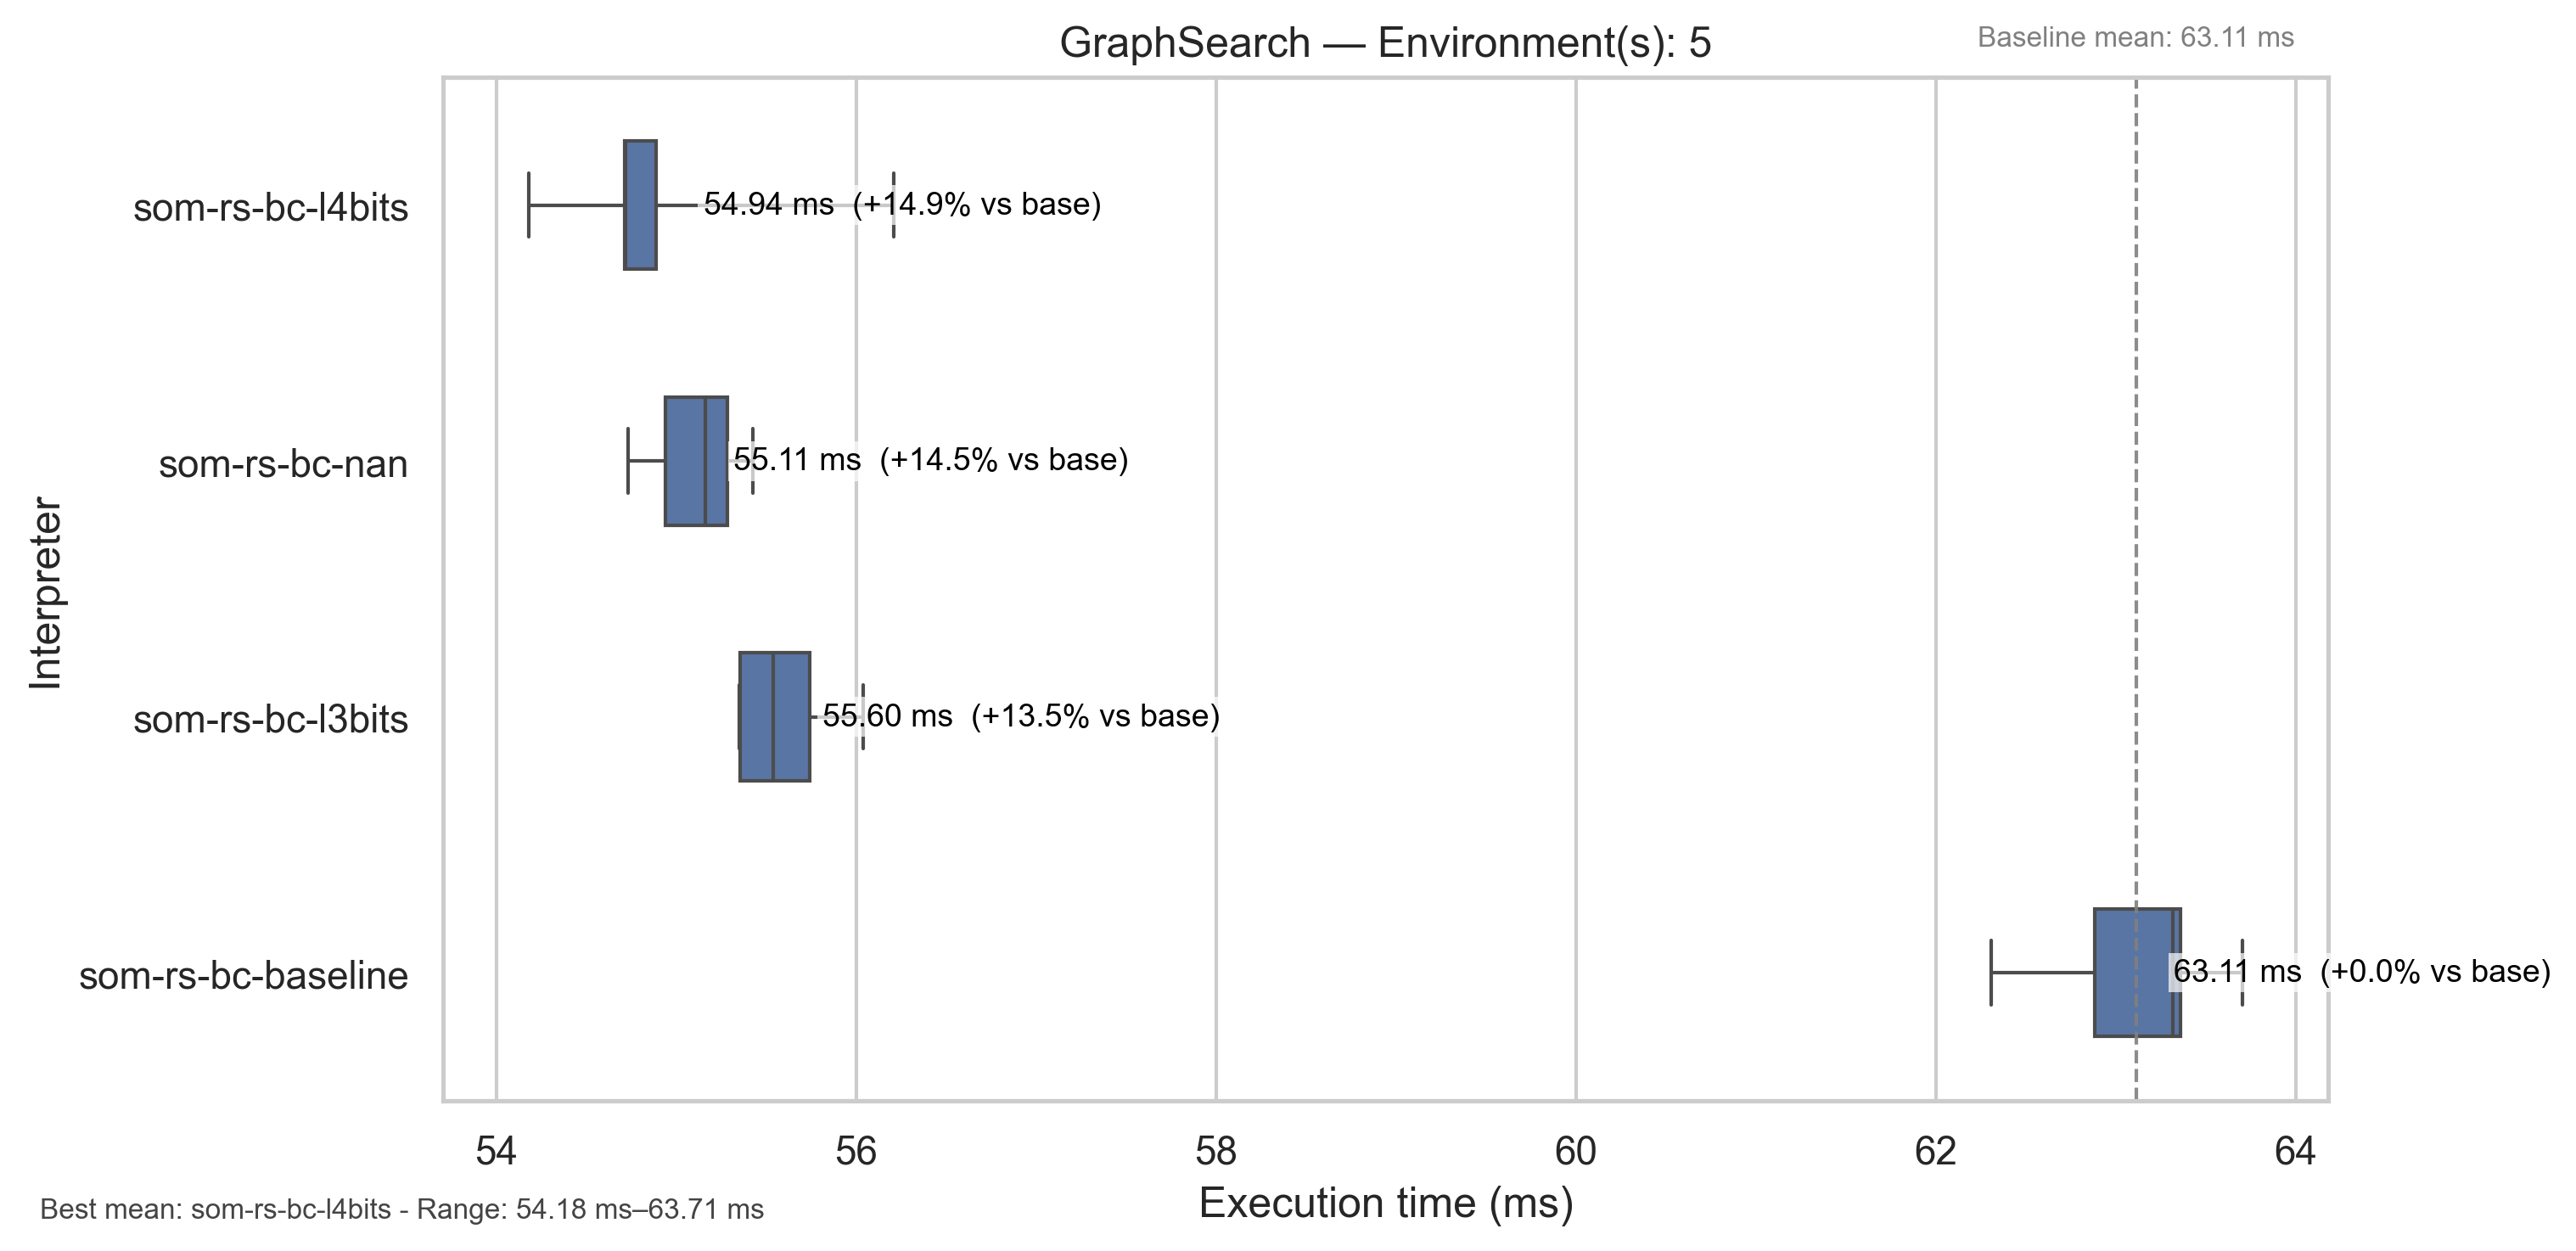 GraphSearch — Environment(s): 5
Baseline mean: 63.11 ms
Interpreter
som-rs-bc-l4bits
54.94 ms (+14.9% vs base)
som-rs-bc-nan
55.11 ms (+14.5% vs base)
som-rs-bc-l3bits
55.60 ms (+13.5% vs base)
som-rs-bc-baseline
63.11 ms (+0.0% vs base)
54 56 58 60 62 64
Execution time (ms)
Best mean: som-rs-bc-l4bits - Range: 54.18 ms–63.71 ms